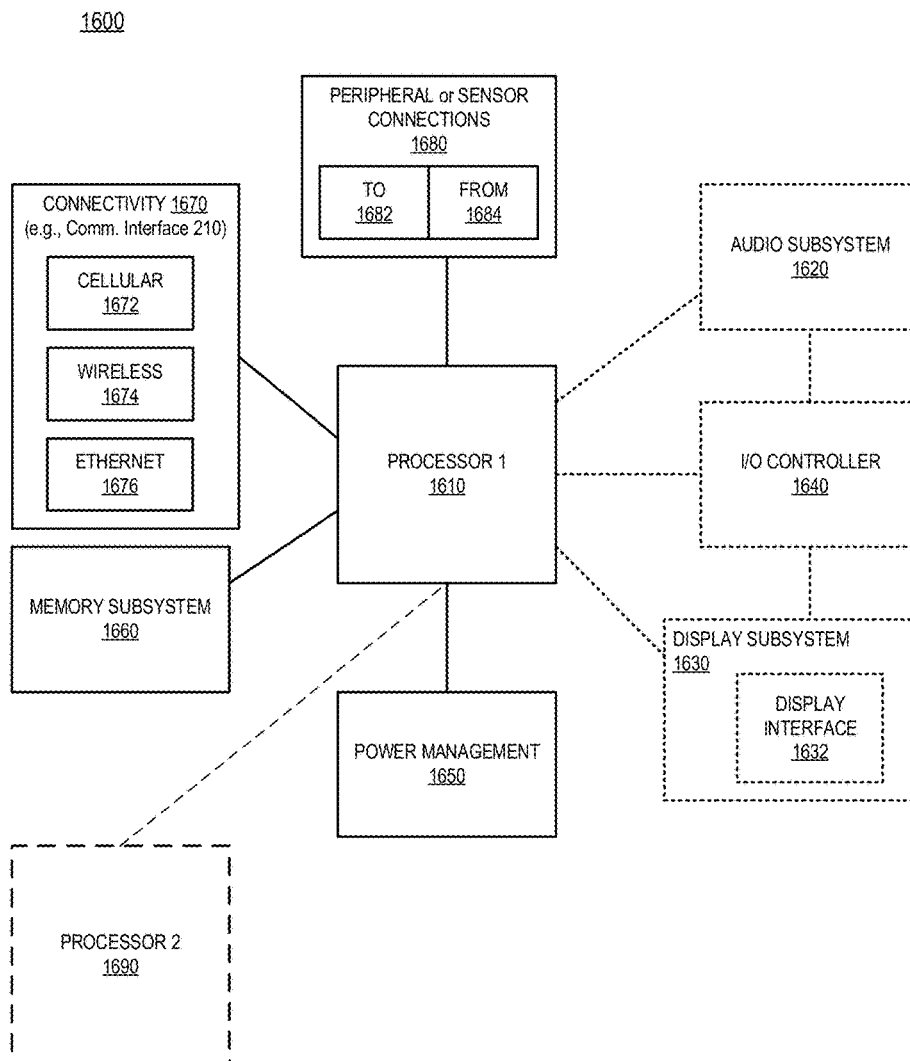 1600
PERIPHERAL or SENSOR
CONNECTIONS
1680
TO
1682
FROM
1684
CONNECTIVITY 1670
(e.g., Comm. Interface 210)
CELLULAR
1672
WIRELESS
1674
ETHERNET
1676
AUDIO SUBSYSTEM
1620
PROCESSOR 1
1610
I/O CONTROLLER
1640
MEMORY SUBSYSTEM
1660
DISPLAY SUBSYSTEM
1630
DISPLAY
INTERFACE
1632
POWER MANAGEMENT
1650
PROCESSOR 2
1690